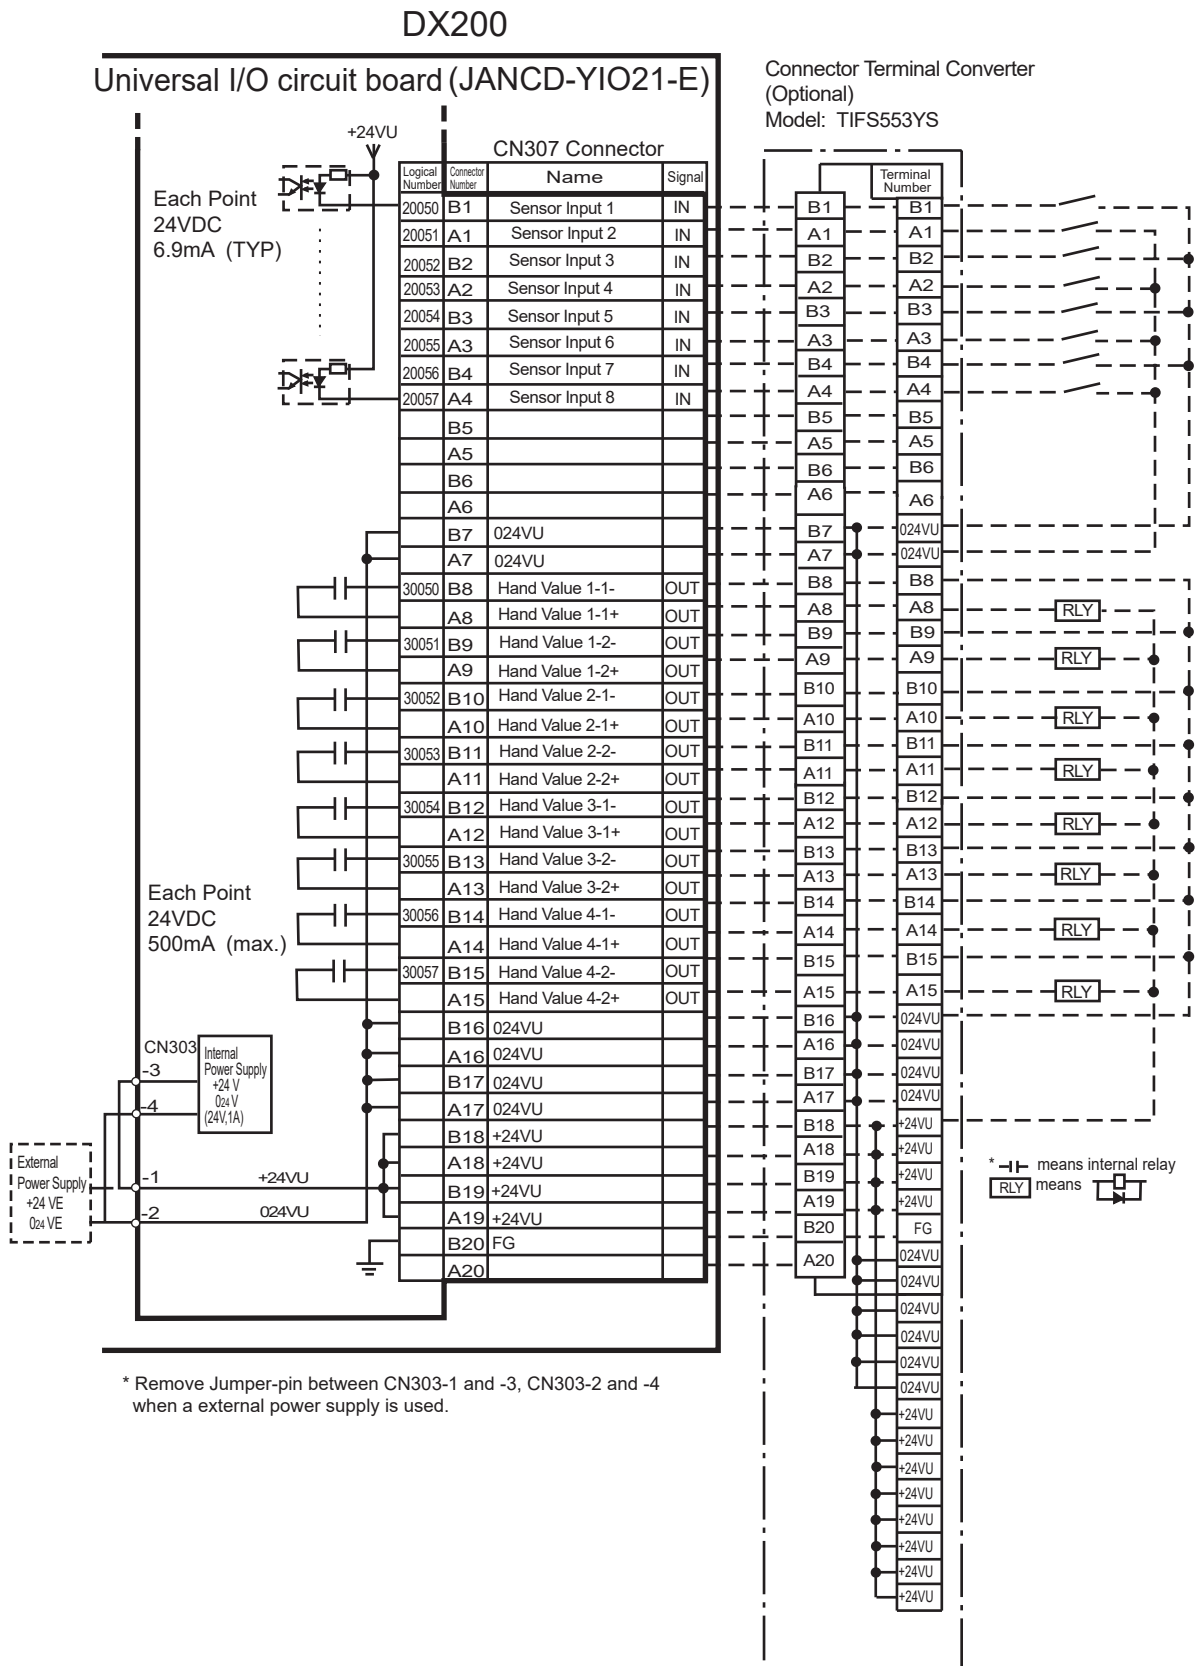 DX200
Universal I/O circuit board (JANCD-YIO21-E)
Connector Terminal Converter
(Optional)
Model: TIFS553YS
+24VU
CN307 Connector
Each Point
24VDC
6.9mA (TYP)
Logical Number Connector Number Name Signal
20050 B1 Sensor Input 1 IN
20051 A1 Sensor Input 2 IN
20052 B2 Sensor Input 3 IN
20053 A2 Sensor Input 4 IN
20054 B3 Sensor Input 5 IN
20055 A3 Sensor Input 6 IN
20056 B4 Sensor Input 7 IN
20057 A4 Sensor Input 8 IN
B5
A5
B6
A6
B7 024VU
A7 024VU
30050 B8 Hand Value 1-1- OUT
A8 Hand Value 1-1+ OUT
30051 B9 Hand Value 1-2- OUT
A9 Hand Value 1-2+ OUT
30052 B10 Hand Value 2-1- OUT
A10 Hand Value 2-1+ OUT
30053 B11 Hand Value 2-2- OUT
A11 Hand Value 2-2+ OUT
30054 B12 Hand Value 3-1- OUT
A12 Hand Value 3-1+ OUT
30055 B13 Hand Value 3-2- OUT
A13 Hand Value 3-2+ OUT
30056 B14 Hand Value 4-1- OUT
A14 Hand Value 4-1+ OUT
30057 B15 Hand Value 4-2- OUT
A15 Hand Value 4-2+ OUT
B16 024VU
A16 024VU
B17 024VU
A17 024VU
B18 +24VU
A18 +24VU
B19 +24VU
A19 +24VU
B20 FG
A20
Each Point
24VDC
500mA (max.)
CN303
-3
-4
Internal
Power Supply
+24 V
024 V
(24V,1A)
External
Power Supply
+24 VE
024 VE
-1 +24VU
-2 024VU
Terminal
Number
B1 B1
A1 A1
B2 B2
A2 A2
B3 B3
A3 A3
B4 B4
A4 A4
B5 B5
A5 A5
B6 B6
A6 A6
B7 024VU
A7 024VU
B8 B8
A8 A8 RLY
B9 B9
A9 A9 RLY
B10 B10
A10 A10 RLY
B11 B11
A11 A11 RLY
B12 B12
A12 A12 RLY
B13 B13
A13 A13 RLY
B14 B14
A14 A14 RLY
B15 B15
A15 A15 RLY
B16 024VU
A16 024VU
B17 024VU
A17 024VU
B18 +24VU
A18 +24VU
B19 +24VU
A19 +24VU
B20 FG
A20 024VU
024VU
024VU
024VU
024VU
024VU
+24VU
+24VU
+24VU
+24VU
+24VU
+24VU
+24VU
+24VU
* means internal relay
RLY means
* Remove Jumper-pin between CN303-1 and -3, CN303-2 and -4
when a external power supply is used.